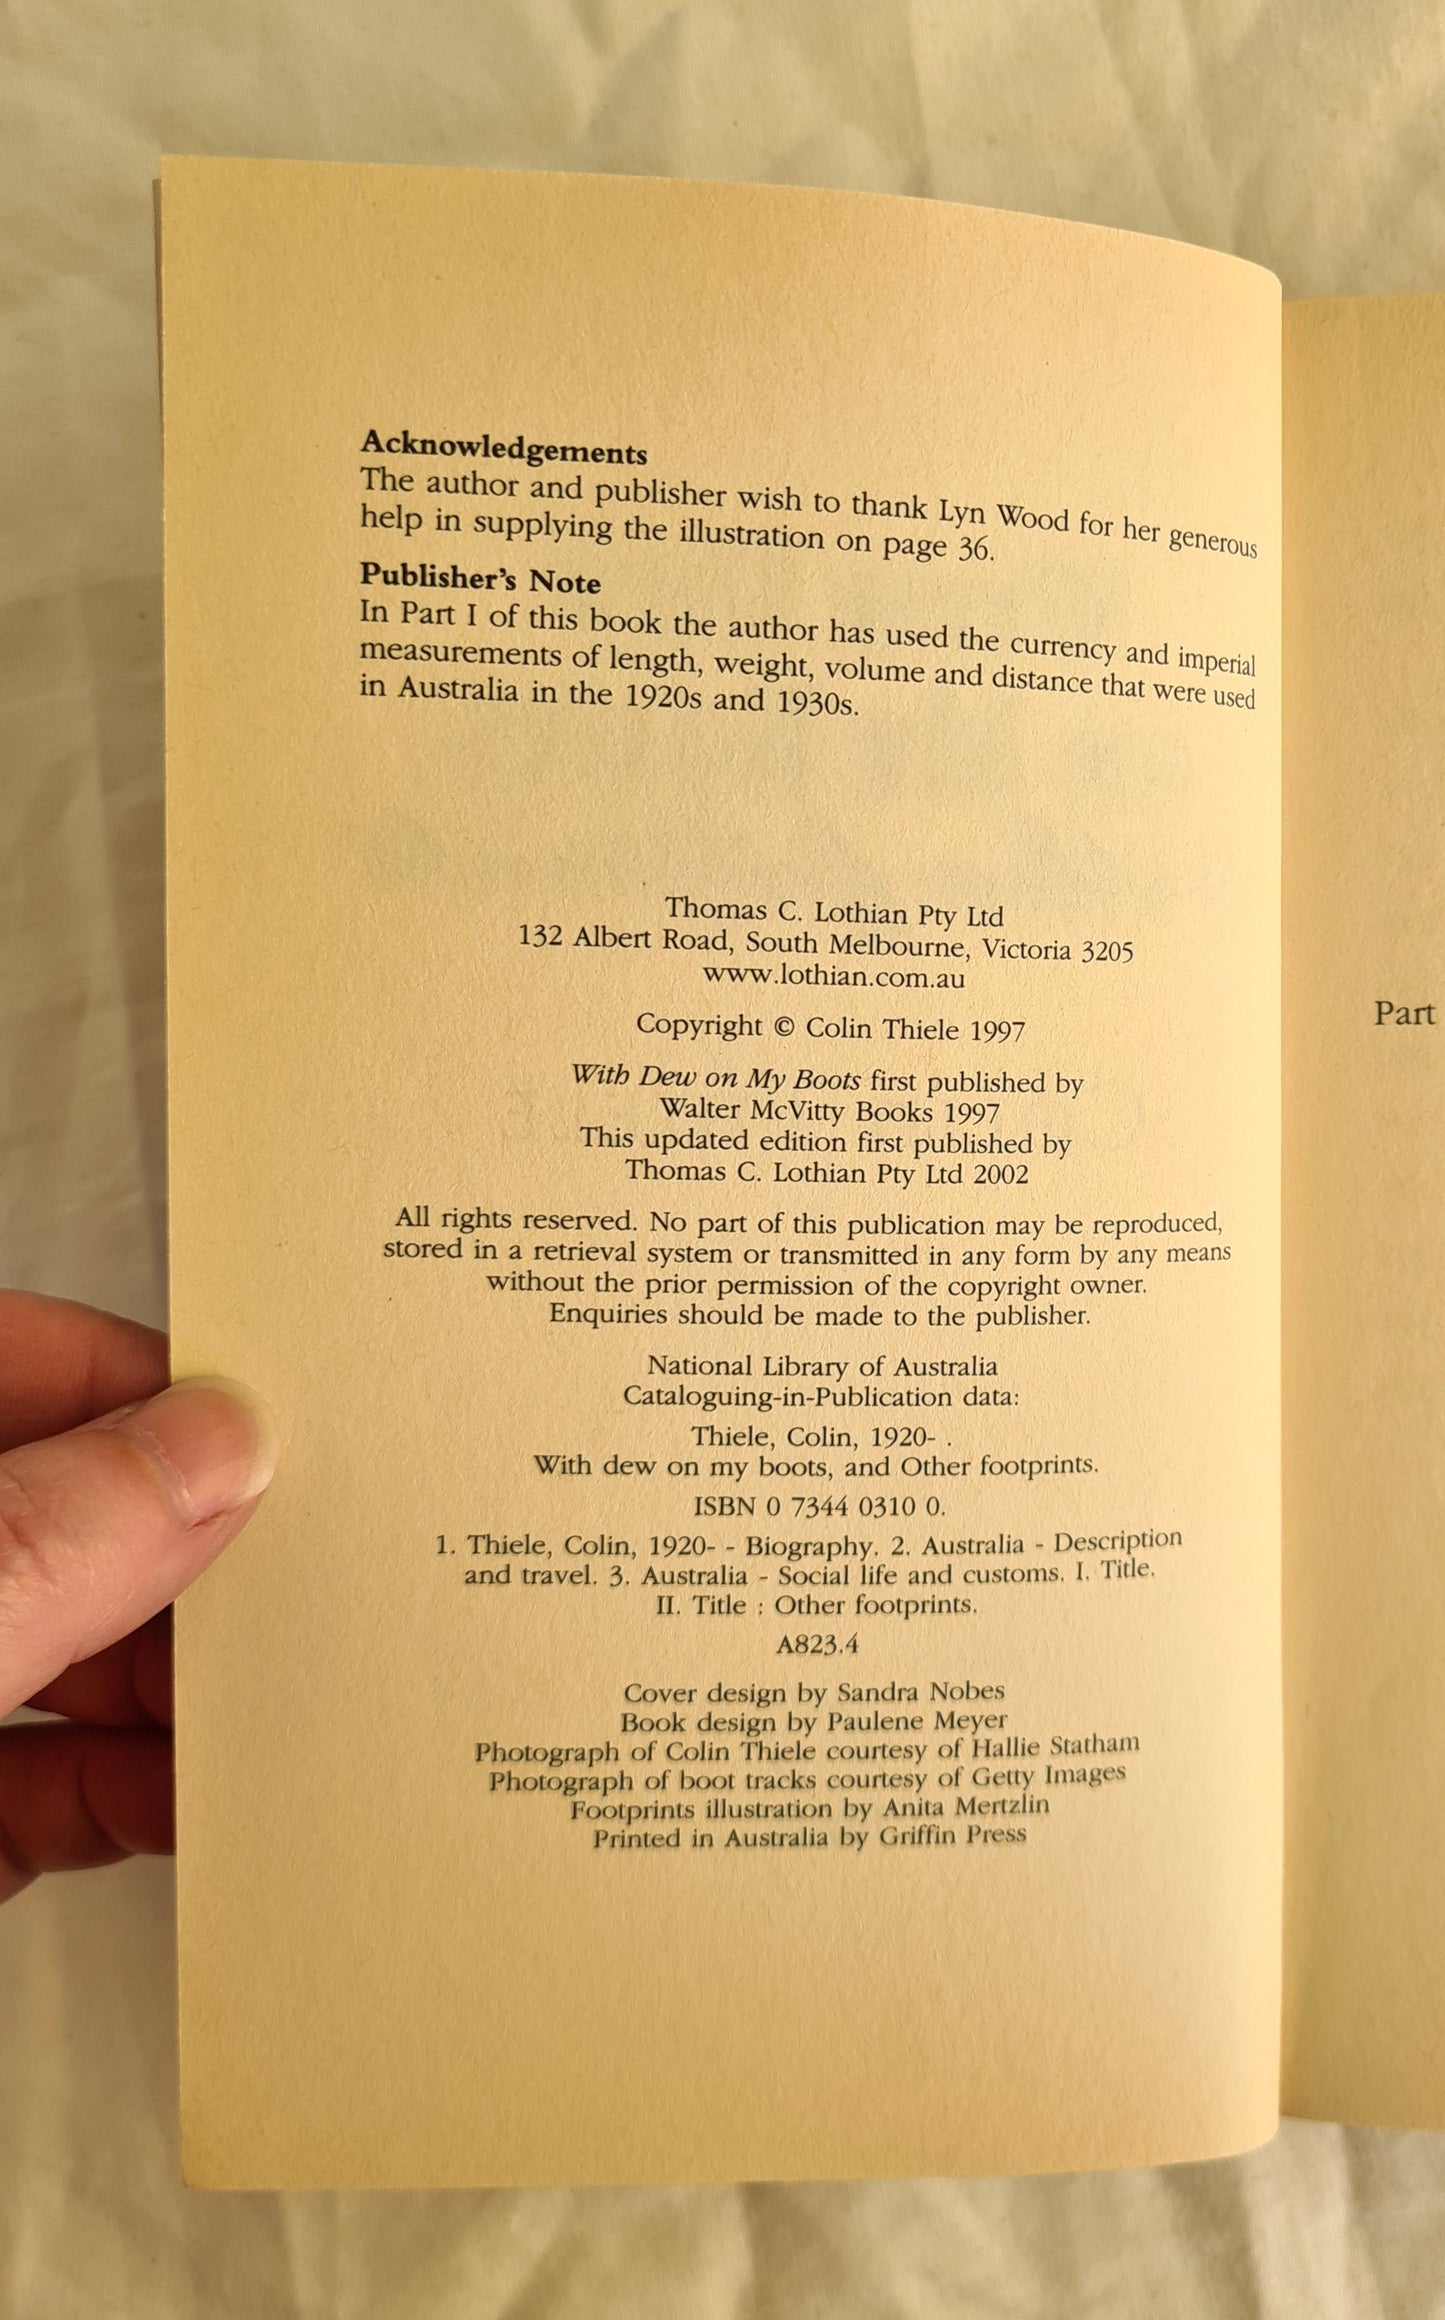 Acknowledgements
The author and publisher wish to thank Lyn Wood for her generous
help in supplying the illustration on page 36.
Publisher's Note
In Part I of this book the author has used the currency and imperial
measurements of length, weight, volume and distance that were used
in Australia in the 1920s and 1930s.
Thomas C. Lothian Pty Ltd
132 Albert Road, South Melbourne, Victoria 3205
www.lothian.com.au
Copyright © Colin Thiele 1997
With Dew on My Boots first published by
Walter McVitty Books 1997
This updated edition first published by
Thomas C. Lothian Pty Ltd 2002
All rights reserved. No part of this publication may be reproduced,
stored in a retrieval system or transmitted in any form by any means
without the prior permission of the copyright owner.
Enquiries should be made to the publisher.
National Library of Australia
Cataloguing-in-Publication data:
Thiele, Colin, 1920- .
With dew on my boots, and Other footprints.
ISBN 0 7344 0310 0.
1. Thiele, Colin, 1920- - Biography. 2. Australia - Description
and travel. 3. Australia - Social life and customs. I. Title.
II. Title : Other footprints.
A823.4
Cover design by Sandra Nobes
Book design by Paulene Meyer
Photograph of Colin Thiele courtesy of Hallie Statham
Photograph of boot tracks courtesy of Getty Images
Footprints illustration by Anita Mertzlin
Printed in Australia by Griffin Press
Part